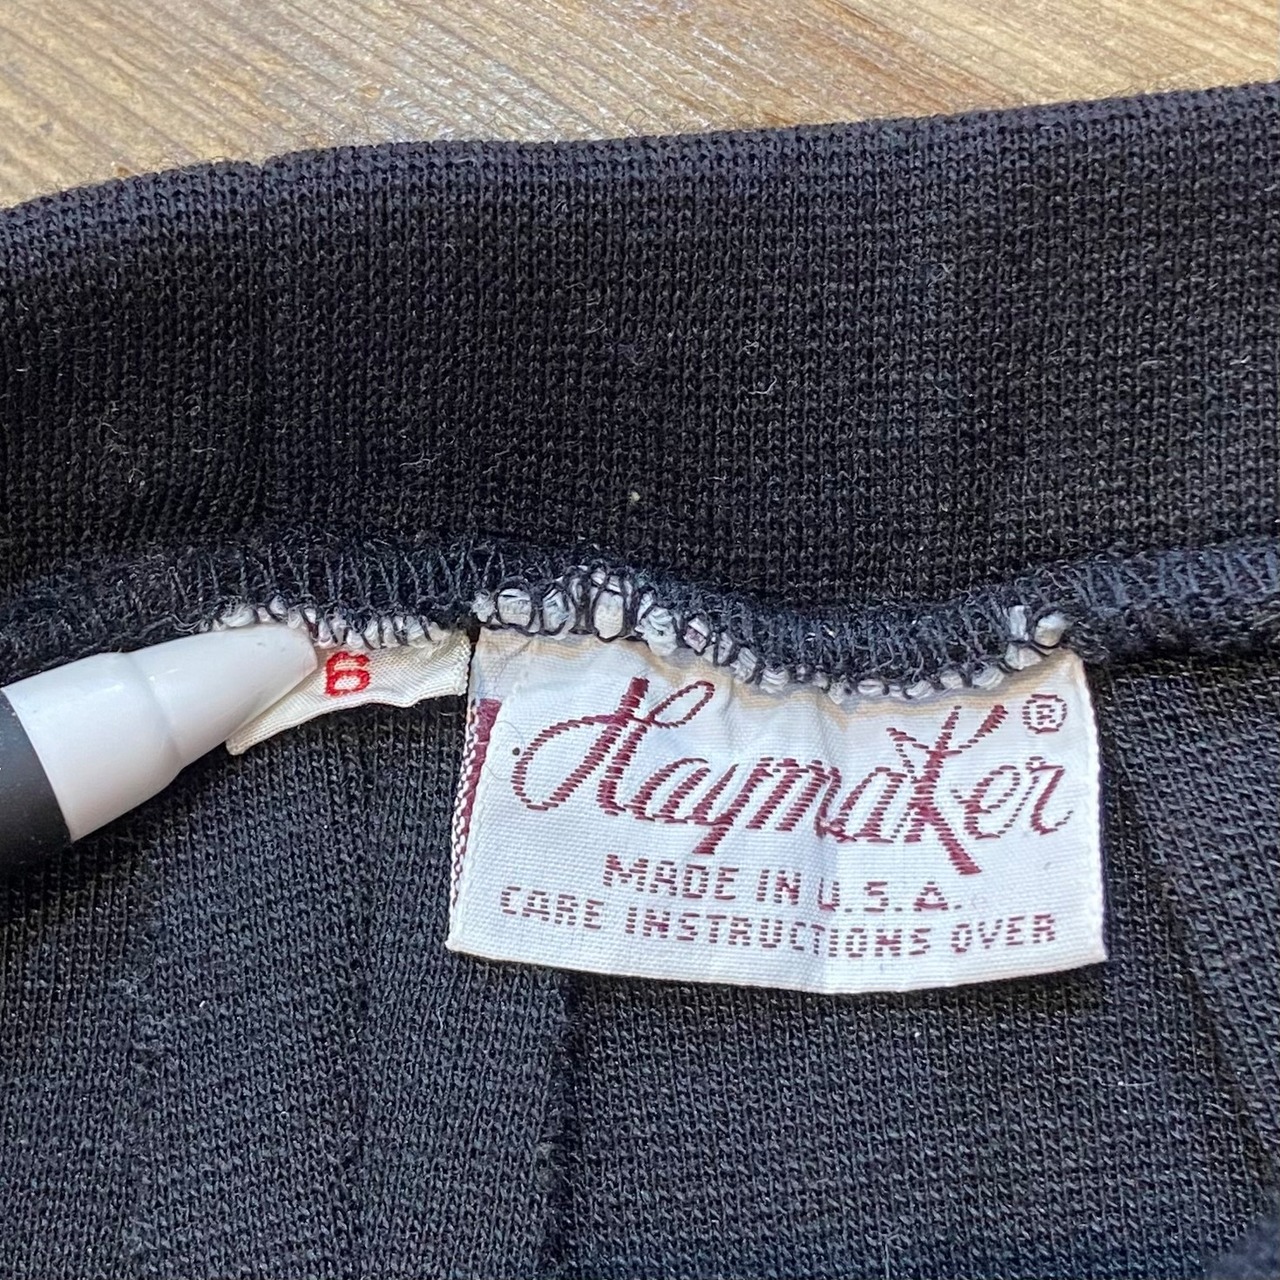 6
Haymaker®
MADE IN U.S.A.
CARE INSTRUCTIONS OVER